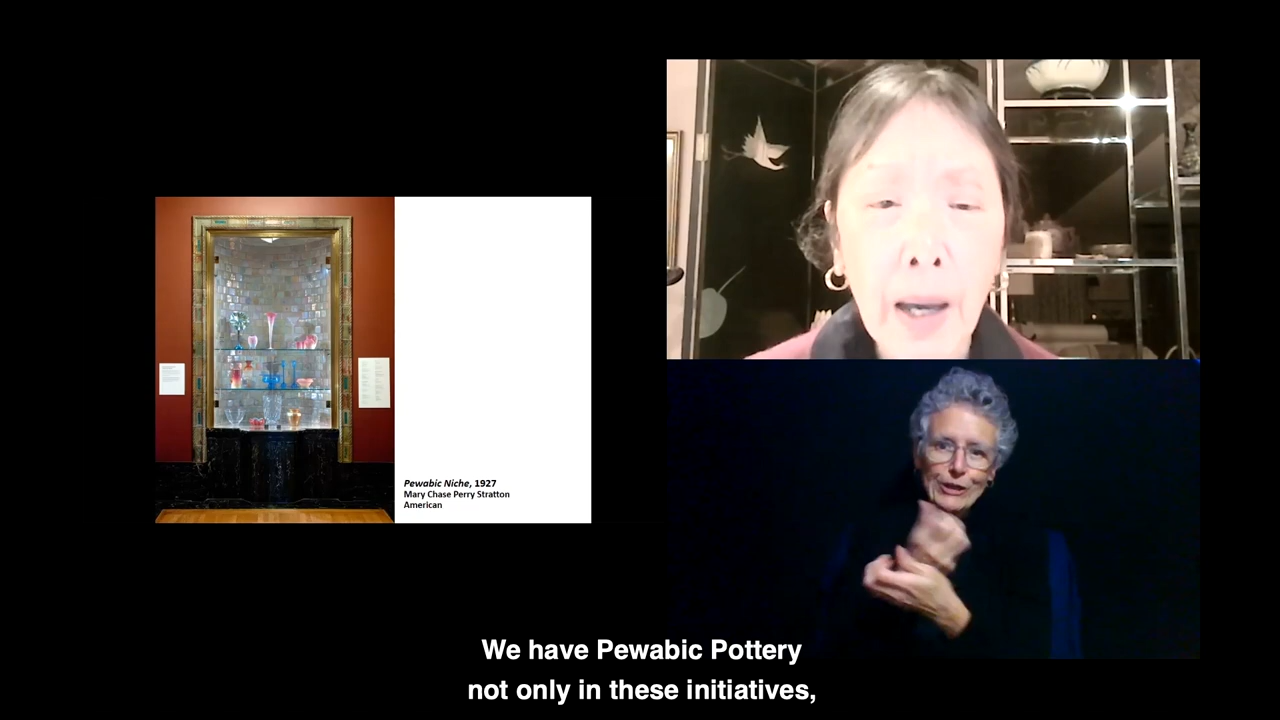 Pewabic Niche, 1927
Mary Chase Perry Stratton
American
We have Pewabic Pottery
not only in these initiatives,